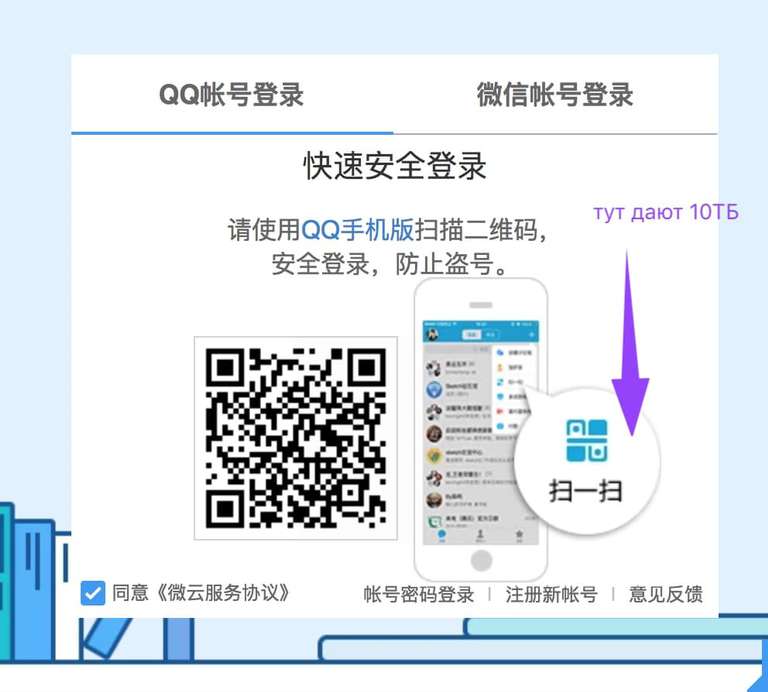 QQ帐号登录
微信帐号登录
快速安全登录
тут дают 10ТБ
请使用QQ手机版扫描二维码，
安全登录，防止盗号。
扫一扫
同意《微云服务协议》
帐号密码登录 | 注册新帐号 | 意见反馈